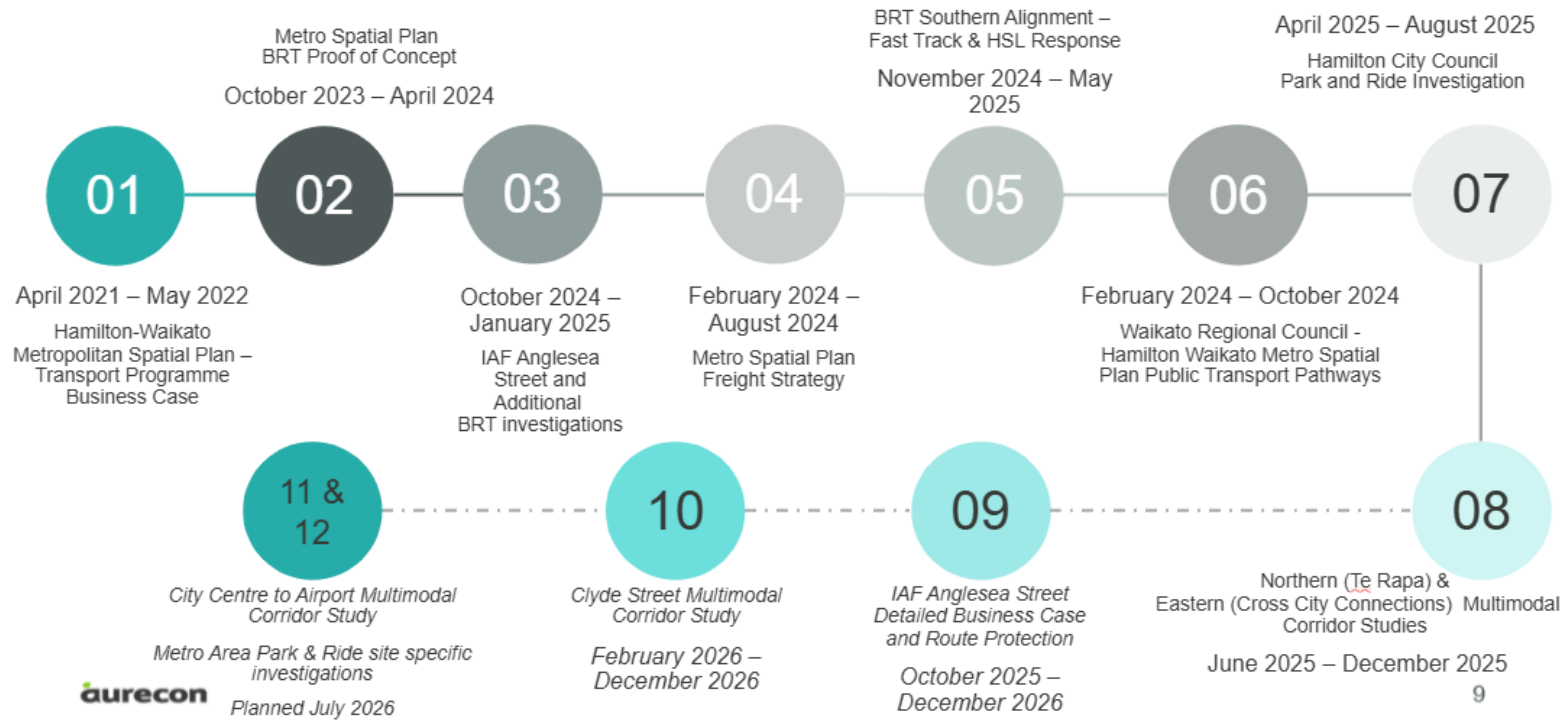 Metro Spatial Plan
BRT Proof of Concept
October 2023 – April 2024
BRT Southern Alignment –
Fast Track & HSL Response
November 2024 – May
2025
April 2025 – August 2025
Hamilton City Council
Park and Ride Investigation
01
02
03
04
05
06
07
April 2021 – May 2022
Hamilton-Waikato
Metropolitan Spatial Plan –
Transport Programme
Business Case
October 2024 –
January 2025
IAF Anglesea
Street and
Additional
BRT investigations
February 2024 –
August 2024
Metro Spatial Plan
Freight Strategy
February 2024 – October 2024
Waikato Regional Council -
Hamilton Waikato Metro Spatial
Plan Public Transport Pathways
11 &
12
10
09
08
City Centre to Airport Multimodal
Corridor Study
Metro Area Park & Ride site specific
investigations
Planned July 2026
Clyde Street Multimodal
Corridor Study
February 2026 –
December 2026
IAF Anglesea Street
Detailed Business Case
and Route Protection
October 2025 –
December 2026
Northern (Te Rapa) &
Eastern (Cross City Connections) Multimodal
Corridor Studies
June 2025 – December 2025
aurecon
9